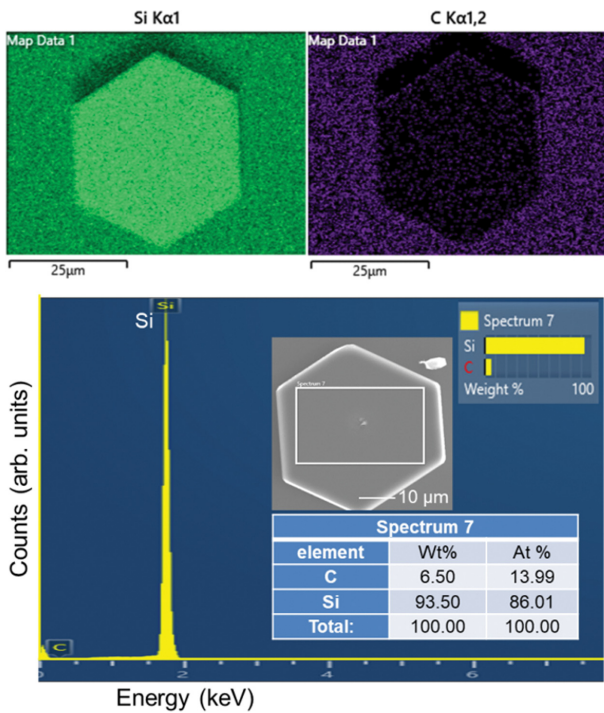 Si Kα1
C Kα1,2
Map Data 1
Map Data 1
25μm
25μm
Si
Si
Spectrum 7
Si
C
Weight % 100
Spectrum 7
10 μm
Spectrum 7
element Wt% At %
C 6.50 13.99
Si 93.50 86.01
Total: 100.00 100.00
C
0 2 4 6
Counts (arb. units)
Energy (keV)